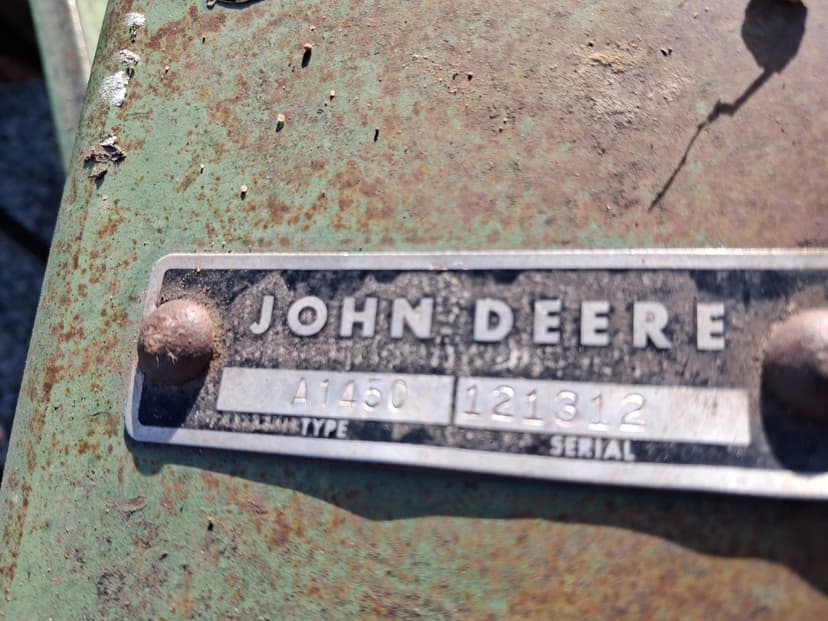 JOHN DEERE
A1450 121312
TYPE SERIAL